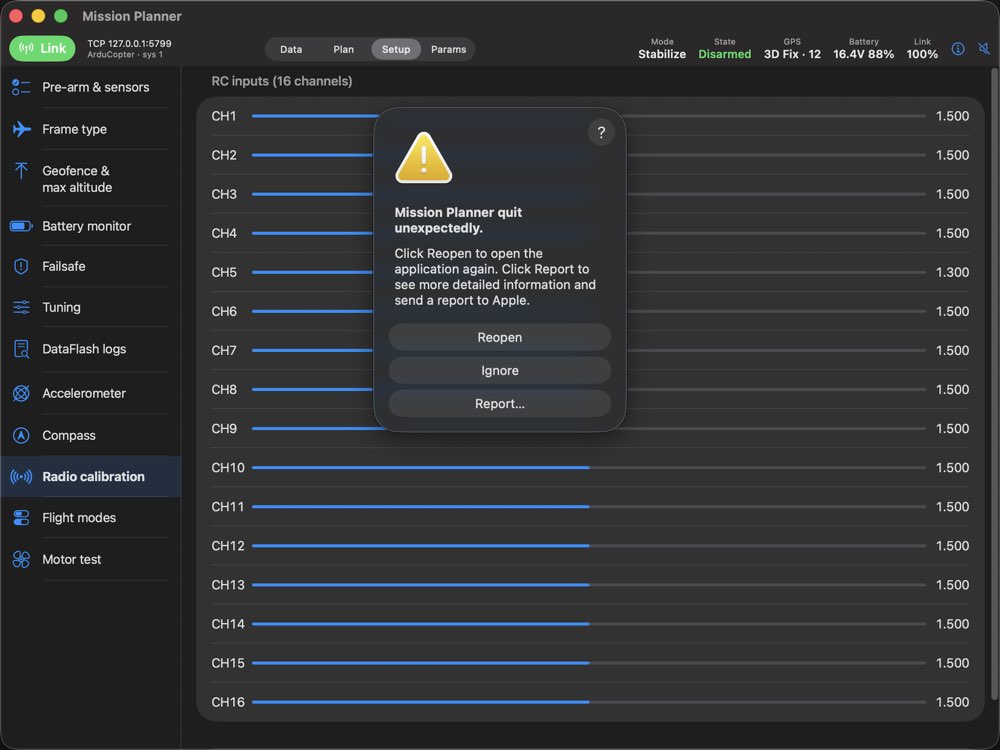 Mission Planner
Link
TCP 127.0.0.1:5799
ArduCopter · sys 1
Data
Plan
Setup
Params
Mode
Stabilize
State
Disarmed
GPS
3D Fix · 12
Battery
16.4V 88%
Link
100%
Pre-arm & sensors
Frame type
Geofence &
max altitude
Battery monitor
Failsafe
Tuning
DataFlash logs
Accelerometer
Compass
Radio calibration
Flight modes
Motor test
RC inputs (16 channels)
CH1 1.500
CH2 1.500
CH3 1.500
CH4 1.500
CH5 1.300
CH6 1.500
CH7 1.500
CH8 1.500
CH9 1.500
CH10 1.500
CH11 1.500
CH12 1.500
CH13 1.500
CH14 1.500
CH15 1.500
CH16 1.500
?
Mission Planner quit
unexpectedly.
Click Reopen to open the
application again. Click Report to
see more detailed information and
send a report to Apple.
Reopen
Ignore
Report...